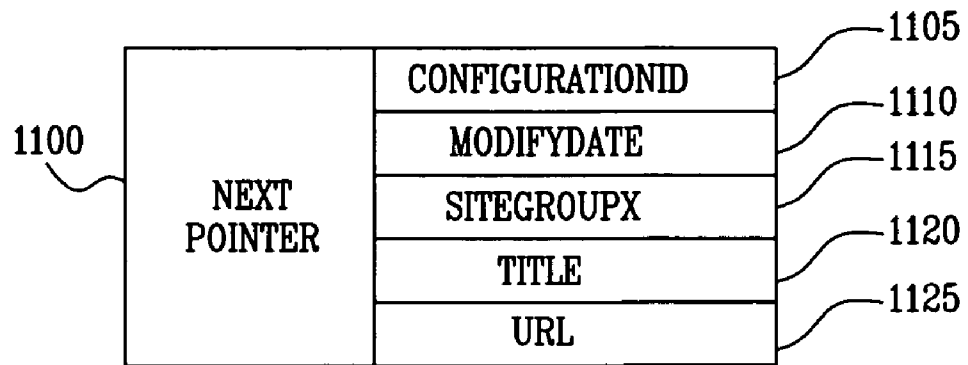 1105
CONFIGURATIONID
1110
MODIFYDATE
1100
1115
NEXT
POINTER
SITEGROUPX
1120
TITLE
1125
URL